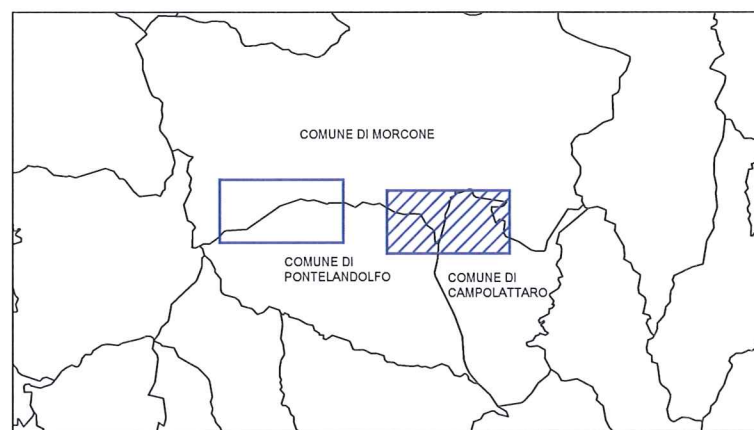 COMUNE DI MORCONE
COMUNE DI
PONTELANDOLFO
COMUNE DI
CAMPOLATTARO